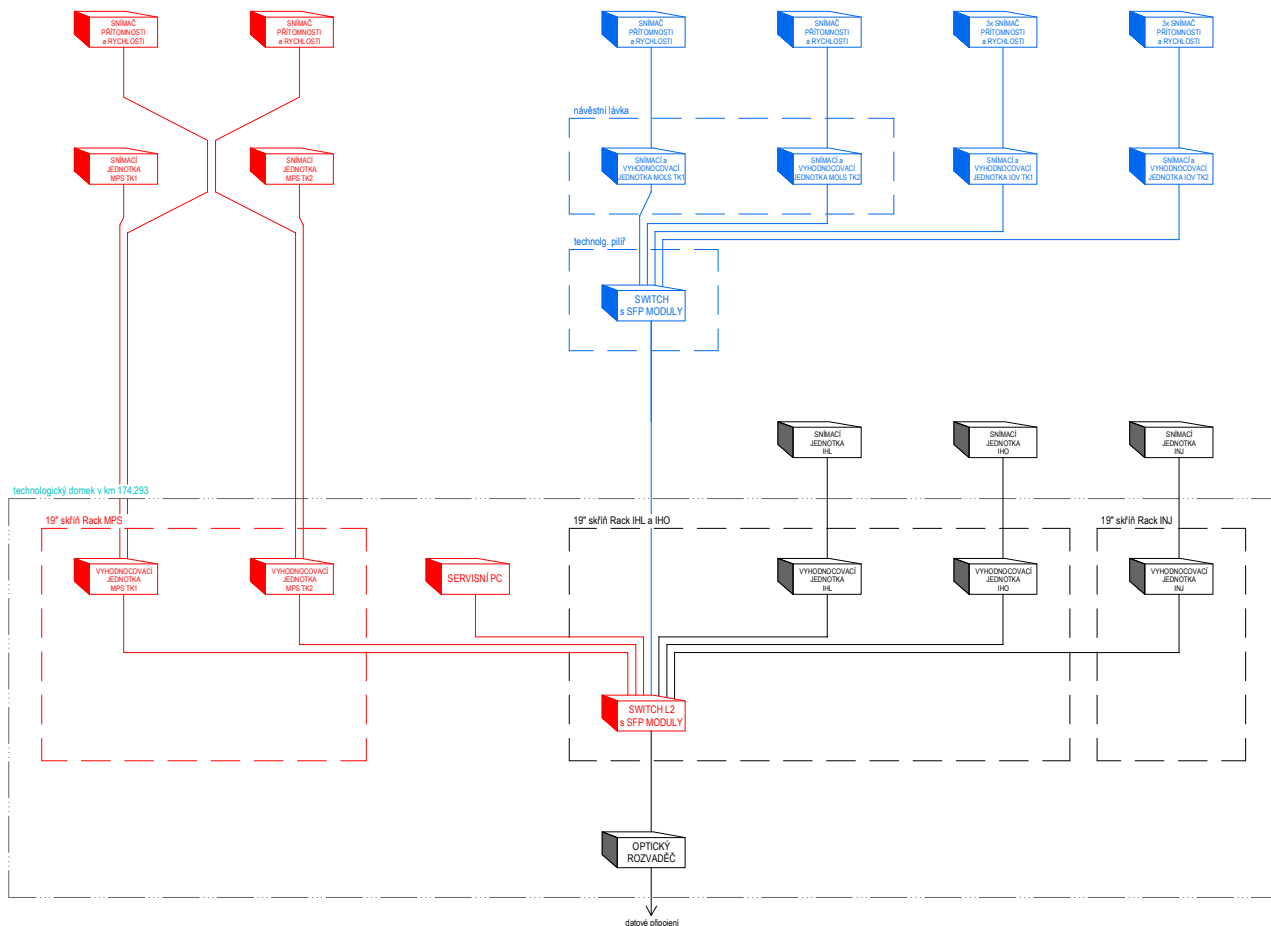 SNÍMAČ
PŘÍTOMNOSTI
a RYCHLOSTI
SNÍMAČ
PŘÍTOMNOSTI
a RYCHLOSTI
SNÍMAČ
PŘÍTOMNOSTI
a RYCHLOSTI
SNÍMAČ
PŘÍTOMNOSTI
a RYCHLOSTI
3x SNÍMAČ
PŘÍTOMNOSTI
a RYCHLOSTI
3x SNÍMAČ
PŘÍTOMNOSTI
a RYCHLOSTI
návěstní lávka
SNÍMACÍ
JEDNOTKA
MPS TK1
SNÍMACÍ
JEDNOTKA
MPS TK2
SNÍMACÍ a
VYHODNOCOVACÍ
JEDNOTKA MOLS TK1
SNÍMACÍ a
VYHODNOCOVACÍ
JEDNOTKA MOLS TK2
SNÍMACÍ a
VYHODNOCOVACÍ
JEDNOTKA IOV TK1
SNÍMACÍ a
VYHODNOCOVACÍ
JEDNOTKA IOV TK2
technolg. pilíř
SWITCH
s SFP MODULY
SNÍMACÍ
JEDNOTKA
IHL
SNÍMACÍ
JEDNOTKA
IHO
SNÍMACÍ
JEDNOTKA
INJ
technologický domek v km 174,293
19" skříň Rack MPS
19" skříň Rack IHL a IHO
19" skříň Rack INJ
VYHODNOCOVACÍ
JEDNOTKA
MPS TK1
VYHODNOCOVACÍ
JEDNOTKA
MPS TK2
SERVISNÍ PC
VYHODNOCOVACÍ
JEDNOTKA
IHL
VYHODNOCOVACÍ
JEDNOTKA
IHO
VYHODNOCOVACÍ
JEDNOTKA
INJ
SWITCH L2
s SFP MODULY
OPTICKÝ
ROZVADĚČ
datové připojení